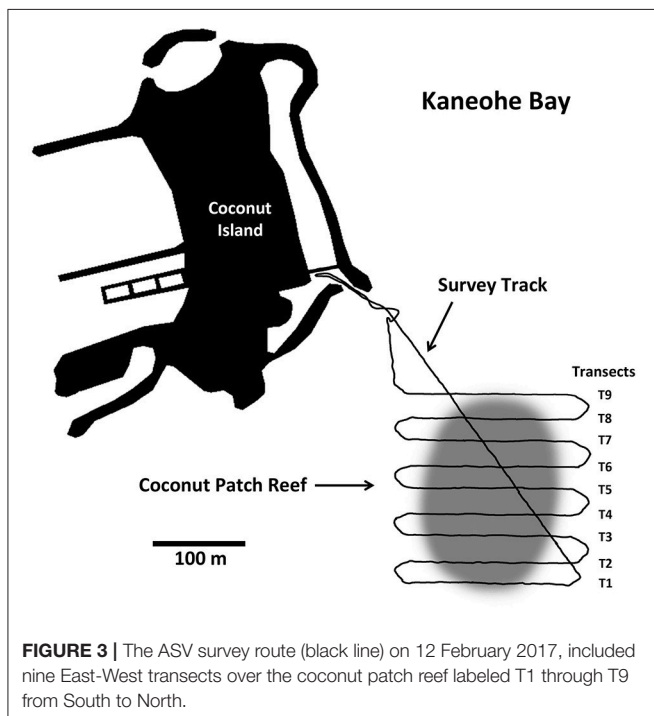 Kaneohe Bay
Coconut
Island
Survey Track
Transects
T9
T8
T7
T6
Coconut Patch Reef
T5
T4
T3
100 m
T2
T1
FIGURE 3 | The ASV survey route (black line) on 12 February 2017, included
nine East-West transects over the coconut patch reef labeled T1 through T9
from South to North.